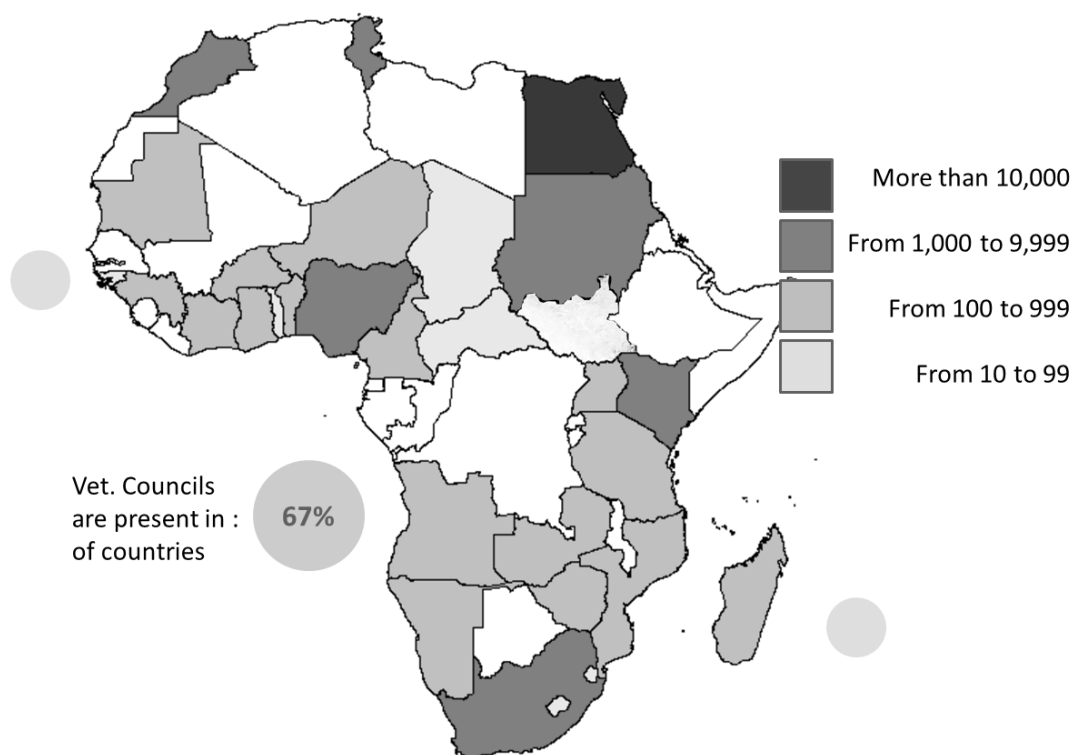 More than 10,000
From 1,000 to 9,999
From 100 to 999
From 10 to 99
Vet. Councils
are present in :
of countries
67%